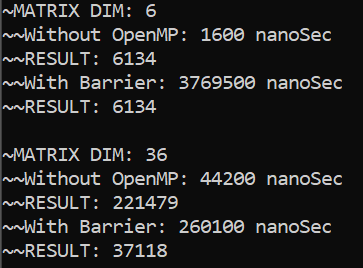 ~MATRIX DIM: 6
~~Without OpenMP: 1600 nanoSec
~~RESULT: 6134
~~With Barrier: 3769500 nanoSec
~~RESULT: 6134

~MATRIX DIM: 36
~~Without OpenMP: 44200 nanoSec
~~RESULT: 221479
~~With Barrier: 260100 nanoSec
~~RESULT: 37118